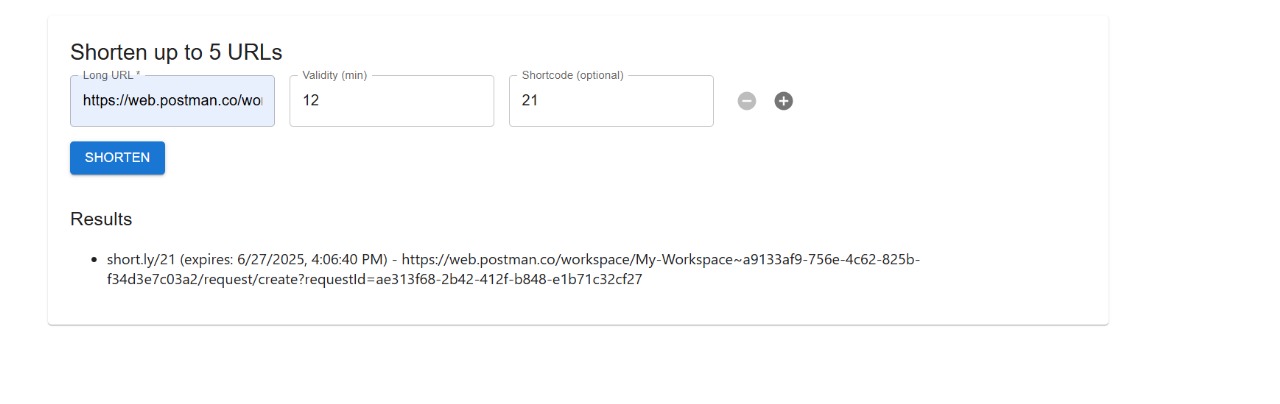 Shorten up to 5 URLs
Long URL *
Validity (min)
Shortcode (optional)
https://web.postman.co/wo
12
21
SHORTEN
Results
short.ly/21 (expires: 6/27/2025, 4:06:40 PM) - https://web.postman.co/workspace/My-Workspace~a9133af9-756e-4c62-825b-
f34d3e7c03a2/request/create?requestId=ae313f68-2b42-412f-b848-e1b71c32cf27